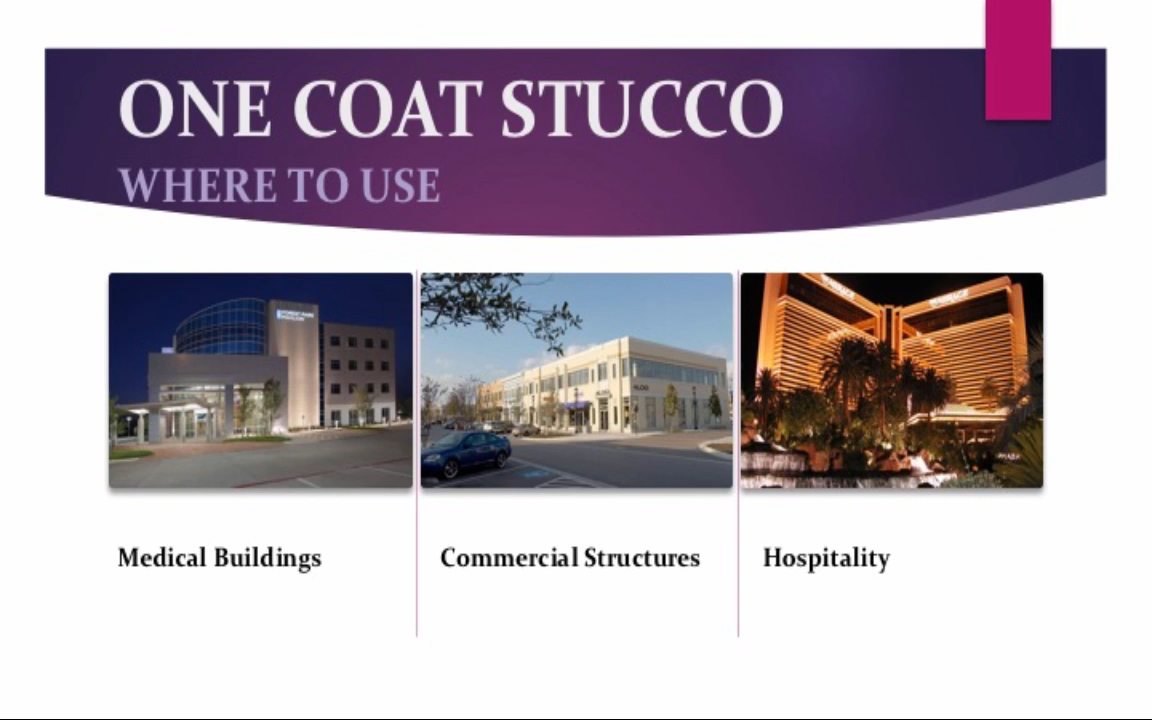 ONE COAT STUCCO
WHERE TO USE
Medical Buildings
Commercial Structures
Hospitality